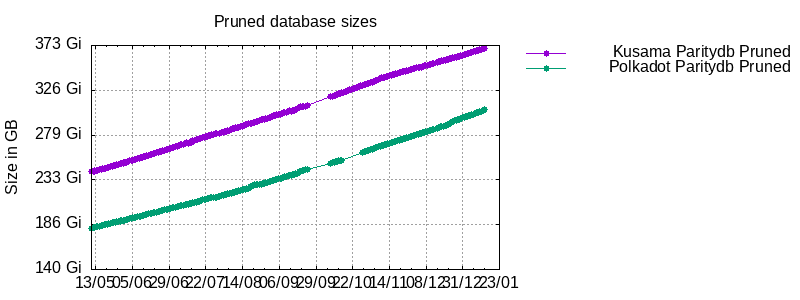 Pruned database sizes
373 Gi
326 Gi
279 Gi
233 Gi
186 Gi
140 Gi
Size in GB
13/05 05/06 29/06 22/07 14/08 06/09 29/09 22/10 14/11 08/12 31/12 23/01
Kusama Paritydb Pruned
Polkadot Paritydb Pruned